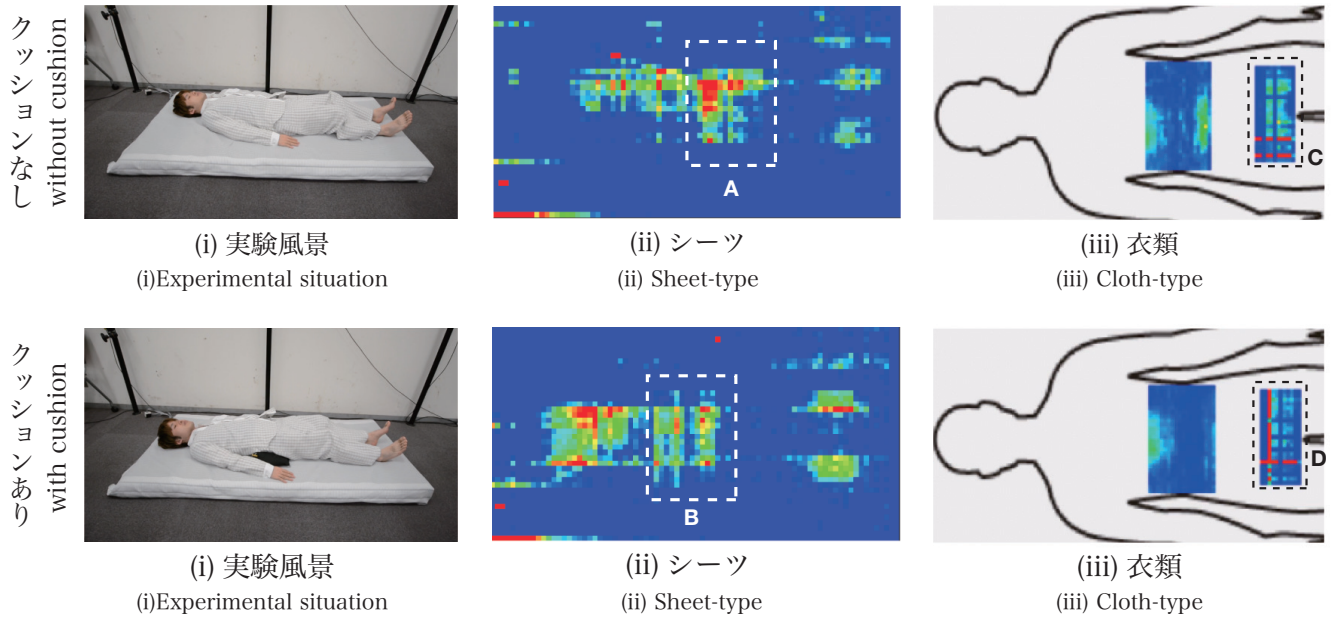 クッションなし
without cushion
A
C
(i) 実験風景
(i)Experimental situation
(ii) シーツ
(ii) Sheet-type
(iii) 衣類
(iii) Cloth-type
クッションあり
with cushion
B
D
(i) 実験風景
(i)Experimental situation
(ii) シーツ
(ii) Sheet-type
(iii) 衣類
(iii) Cloth-type